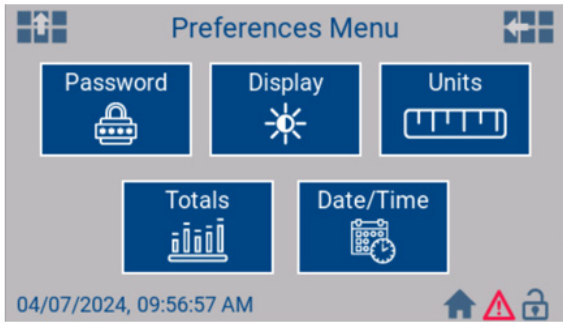 Preferences Menu
Password
Display
Units
Totals
Date/Time
04/07/2024, 09:56:57 AM